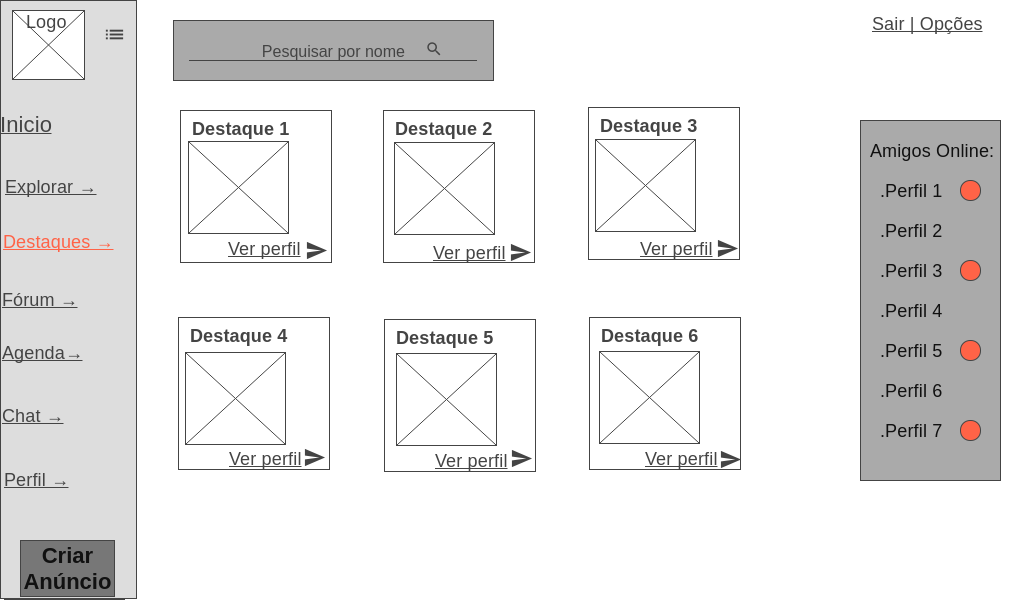 Logo
Inicio
Explorar →
Destaques →
Fórum →
Agenda→
Chat →
Perfil →
Criar
Anúncio
Pesquisar por nome
Sair | Opções
Destaque 1
Ver perfil
Destaque 2
Ver perfil
Destaque 3
Ver perfil
Destaque 4
Ver perfil
Destaque 5
Ver perfil
Destaque 6
Ver perfil
Amigos Online:
.Perfil 1
.Perfil 2
.Perfil 3
.Perfil 4
.Perfil 5
.Perfil 6
.Perfil 7